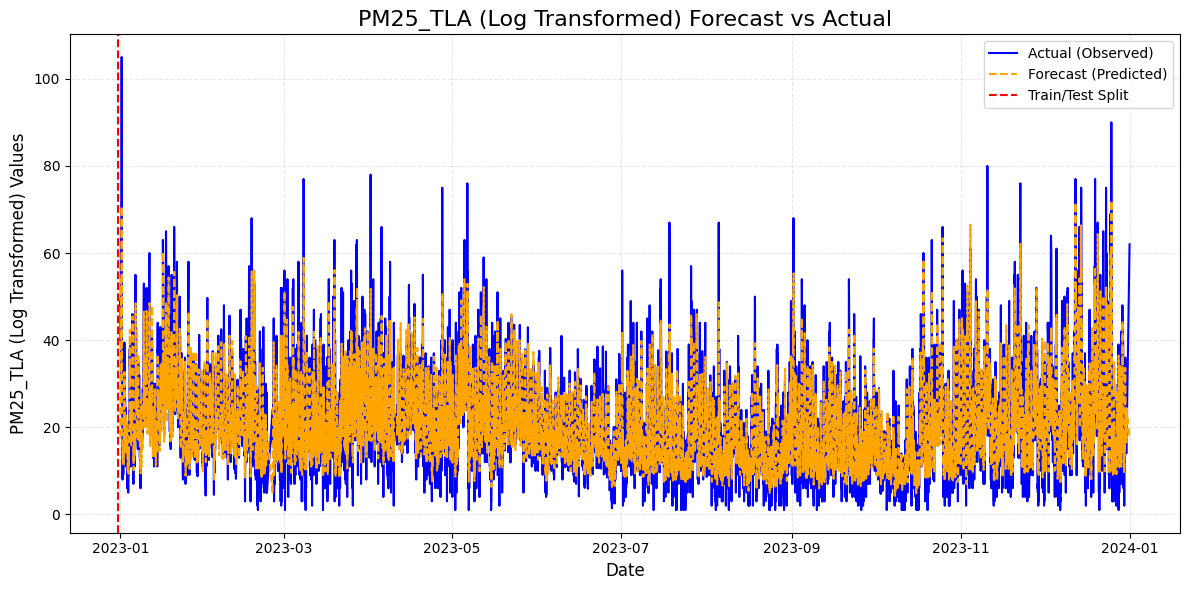 PM25_TLA (Log Transformed) Forecast vs Actual
PM25_TLA (Log Transformed) Values
100
80
60
40
20
0
Actual (Observed)
Forecast (Predicted)
Train/Test Split
2023-01
2023-03
2023-05
2023-07
2023-09
2023-11
2024-01
Date